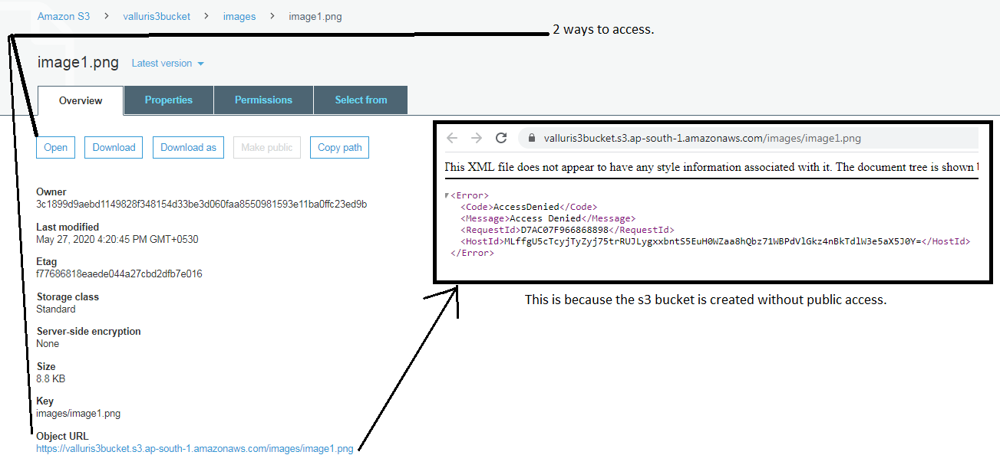 Amazon S3 > valluris3bucket > images > image1.png
2 ways to access.
image1.png Latest version
Overview Properties Permissions Select from
Open Download Download as Make public Copy path
Owner
3c1899d9aebd1149828f348154d33be3d060faa8550981593e11ba0ffc23ed9b
Last modified
May 27, 2020 4:20:45 PM GMT+0530
Etag
f77686818eaede044a27cbd2dfb7e016
Storage class
Standard
Server-side encryption
None
Size
8.8 KB
Key
images/image1.png
Object URL
https://valluris3bucket.s3.ap-south-1.amazonaws.com/images/image1.png
valluris3bucket.s3.ap-south-1.amazonaws.com/images/image1.png
This XML file does not appear to have any style information associated with it. The document tree is shown
<Error>
<Code>AccessDenied</Code>
<Message>Access Denied</Message>
<RequestId>D7AC07F966868898</RequestId>
<HostId>MLffgU5cTcyjTyZyj75trRUJLygxxbntS5EuH0WZaa8hQbz71WBPdVlGkz4nBkTdlW3e5aX5J0Y=</HostId>
</Error>
This is because the s3 bucket is created without public access.